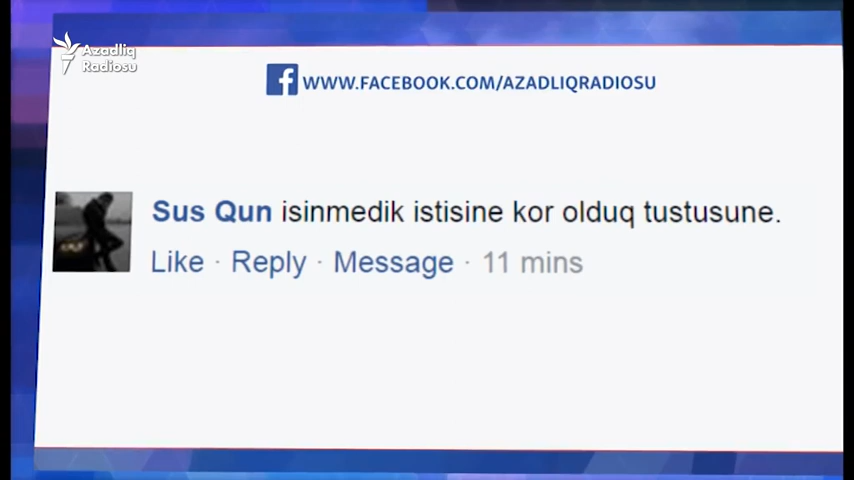 Azadlıq
Radiosu
WWW.FACEBOOK.COM/AZADLIQRADIOSU
Sus Qun isinmedik istisine kor olduq tustusune.
Like · Reply · Message · 11 mins